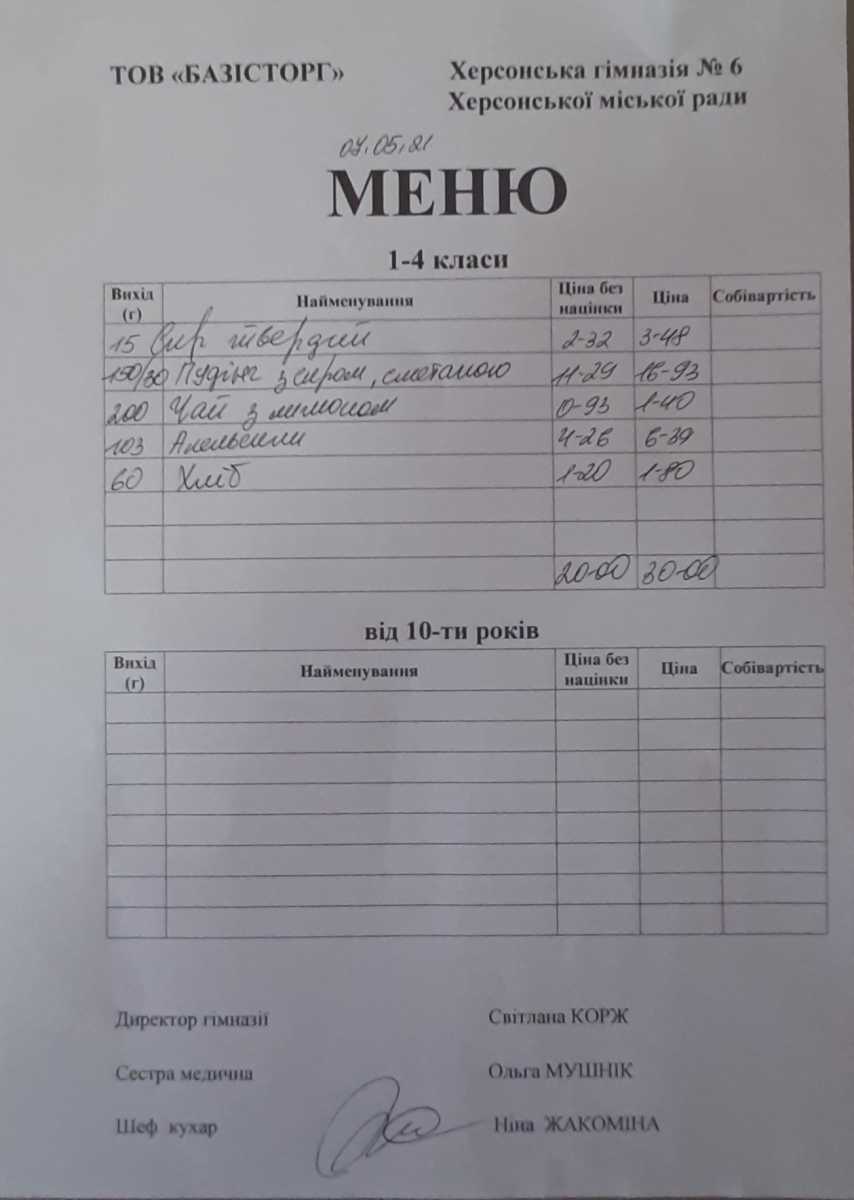 ТОВ «БАЗІСТОРГ» Херсонська гімназія № 6
Херсонської міської ради
07.05.21
МЕНЮ
1-4 класи
Вихід (г) Найменування Ціна без націнки Ціна Собівартість
15 Сир твердий 2-32 3-48
150/30 Пудінг з сиром, сметаною 11-29 16-93
200 Чай з лимоном 0-93 1-40
103 Апельсини 4-26 6-39
60 Хліб 1-20 1-80
20-00 30-00
від 10-ти років
Вихід (г) Найменування Ціна без націнки Ціна Собівартість
Директор гімназії Світлана КОРЖ
Сестра медична Ольга МУШНІК
Шеф кухар Ніна ЖАКОМІНА